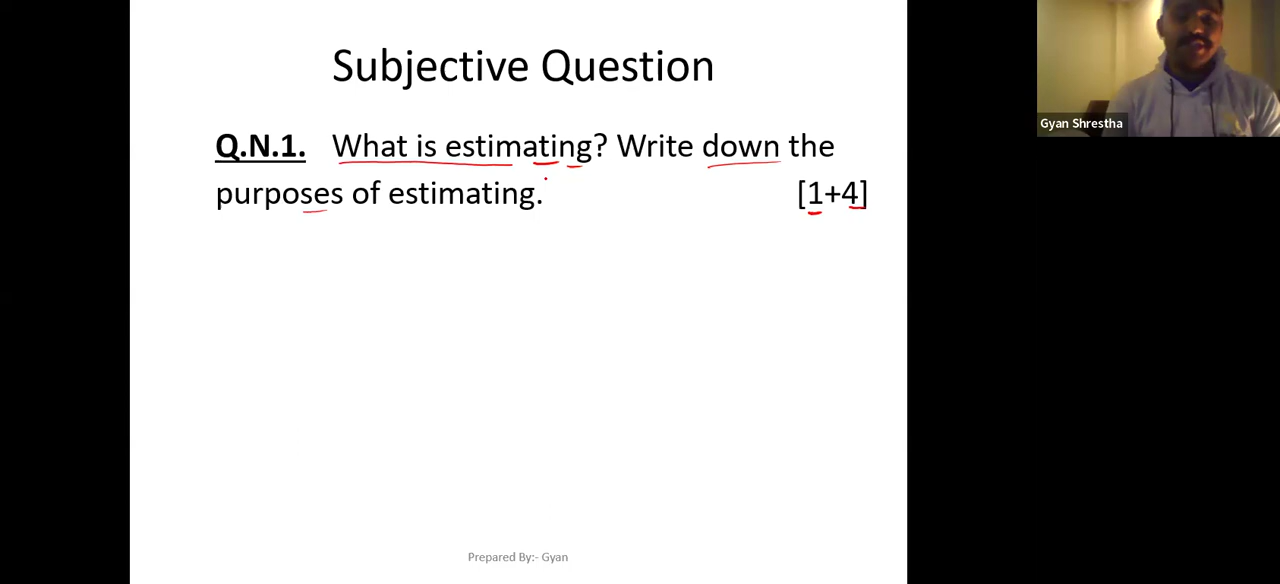 Subjective Question
Gyan Shrestha
Q.N.1. What is estimating? Write down the
purposes of estimating. [1+4]
Prepared By:- Gyan